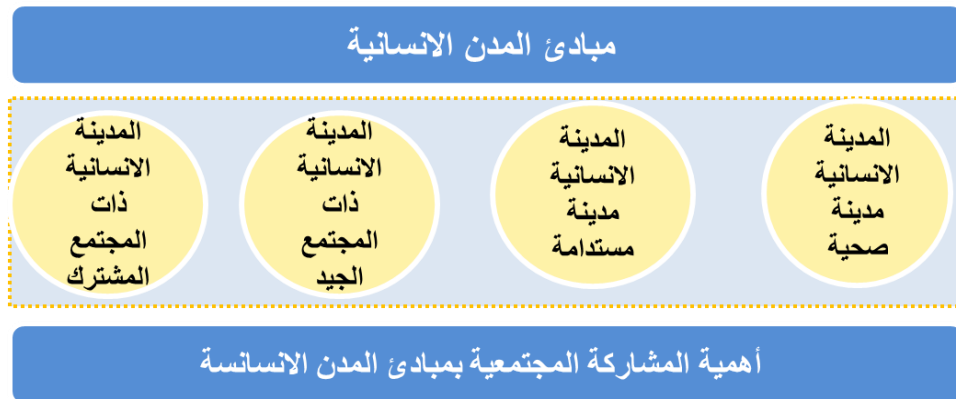 مبادئ المدن الانسانية
المدينة
الانسانية
مدينة
صحية
المدينة
الانسانية
مدينة
مستدامة
المدينة
الانسانية
ذات
المجتمع
الجيد
المدينة
الانسانية
ذات
المجتمع
المشترك
أهمية المشاركة المجتمعية بمبادئ المدن الانسانسة